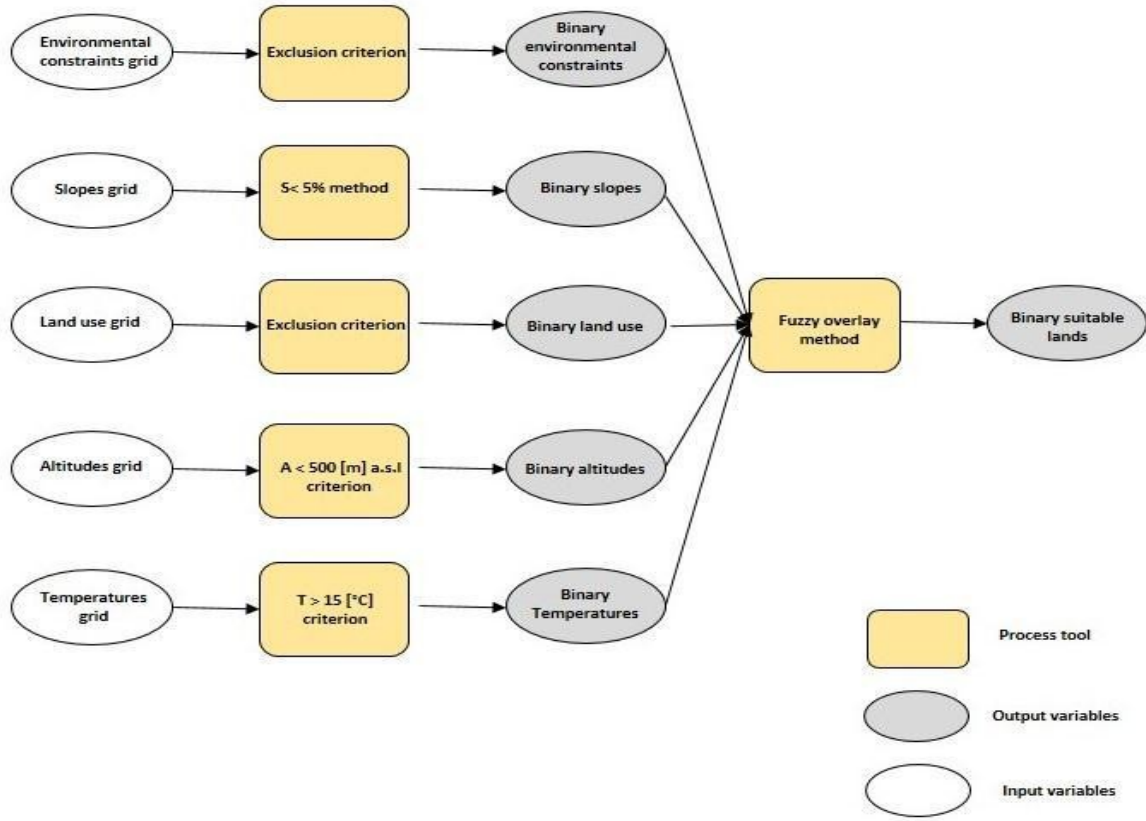 Environmental
constraints grid
Exclusion criterion
Binary
environmental
constraints
Slopes grid
S< 5% method
Binary slopes
Land use grid
Exclusion criterion
Binary land use
Fuzzy overlay
method
Binary suitable
lands
Altitudes grid
A < 500 [m] a.s.l
criterion
Binary altitudes
Temperatures
grid
T > 15 [°C]
criterion
Binary
Temperatures
Process tool
Output variables
Input variables